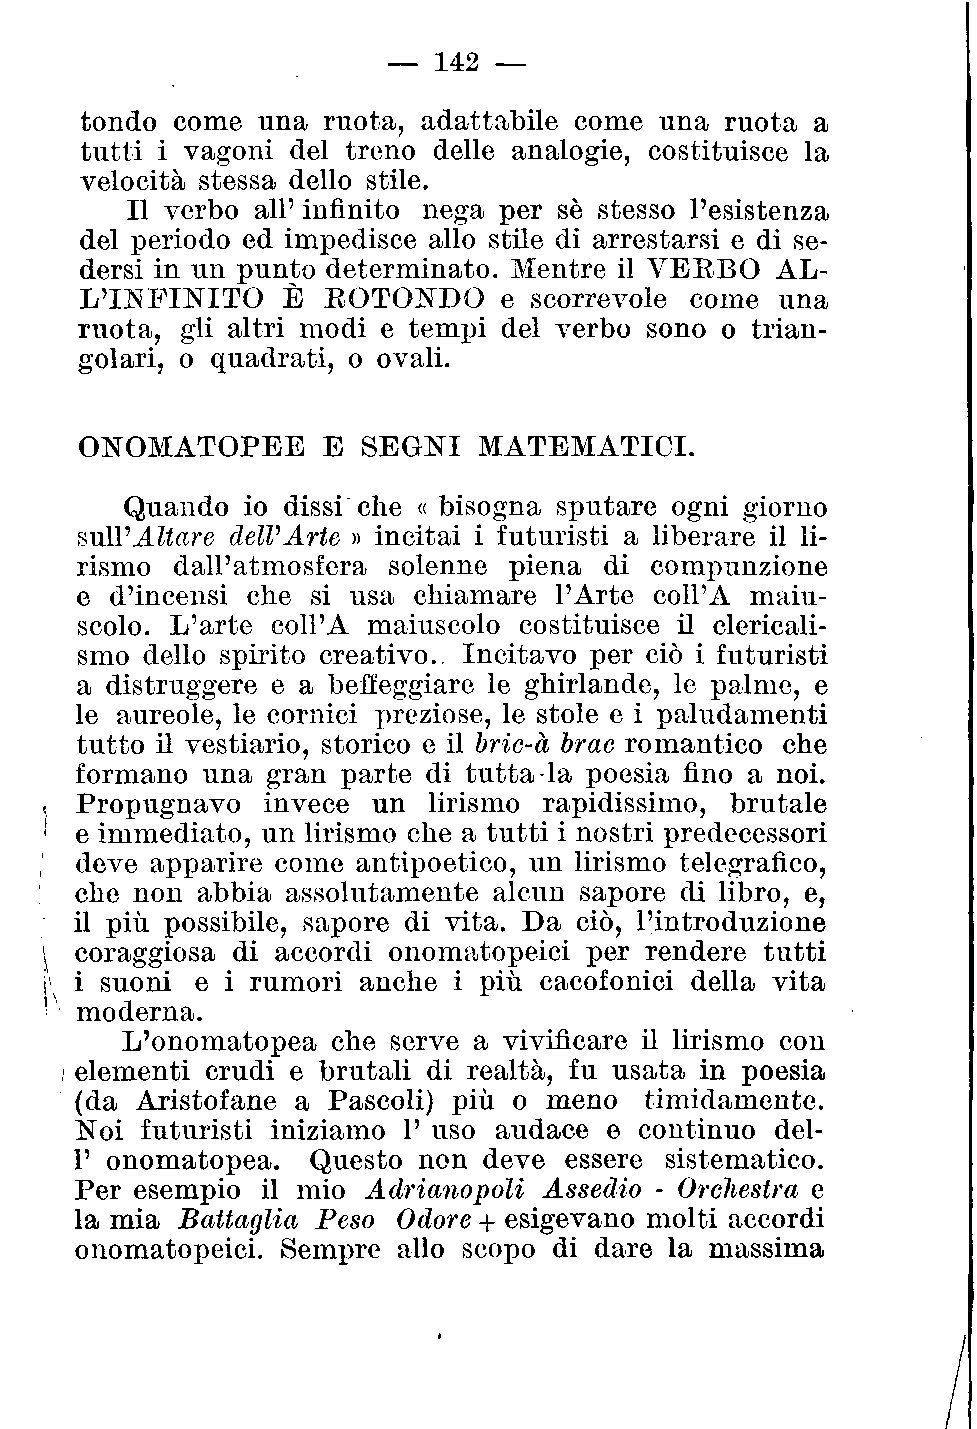 — 142 —
tondo come una ruota, adattabile come una ruota a
tutti i vagoni del treno delle analogie, costituisce la
velocità stessa dello stile.
Il verbo all' infinito nega per sè stesso l'esistenza
del periodo ed impedisce allo stile di arrestarsi e di se-
dersi in un punto determinato. Mentre il VERBO AL-
L'INFINITO È ROTONDO e scorrevole come una
ruota, gli altri modi e tempi del verbo sono o trian-
golari, o quadrati, o ovali.
ONOMATOPEE E SEGNI MATEMATICI.
Quando io dissi che « bisogna sputare ogni giorno
sull'Altare dell'Arte » incitai i futuristi a liberare il li-
rismo dall'atmosfera solenne piena di compunzione
e d'incensi che si usa chiamare l'Arte coll'A maiu-
scolo. L'arte coll'A maiuscolo costituisce il clericali-
smo dello spirito creativo.. Incitavo per ciò i futuristi
a distruggere e a beffeggiare le ghirlande, le palme, e
le aureole, le cornici preziose, le stole e i paludamenti
tutto il vestiario, storico e il bric-à brac romantico che
formano una gran parte di tutta la poesia fino a noi.
Propugnavo invece un lirismo rapidissimo, brutale
e immediato, un lirismo che a tutti i nostri predecessori
deve apparire come antipoetico, un lirismo telegrafico,
che non abbia assolutamente alcun sapore di libro, e,
il più possibile, sapore di vita. Da ciò, l'introduzione
coraggiosa di accordi onomatopeici per rendere tutti
i suoni e i rumori anche i più cacofonici della vita
moderna.
L'onomatopea che serve a vivificare il lirismo con
elementi crudi e brutali di realtà, fu usata in poesia
(da Aristofane a Pascoli) più o meno timidamente.
Noi futuristi iniziamo l' uso audace e continuo del-
l' onomatopea. Questo non deve essere sistematico.
Per esempio il mio Adrianopoli Assedio - Orchestra e
la mia Battaglia Peso Odore + esigevano molti accordi
onomatopeici. Sempre allo scopo di dare la massima